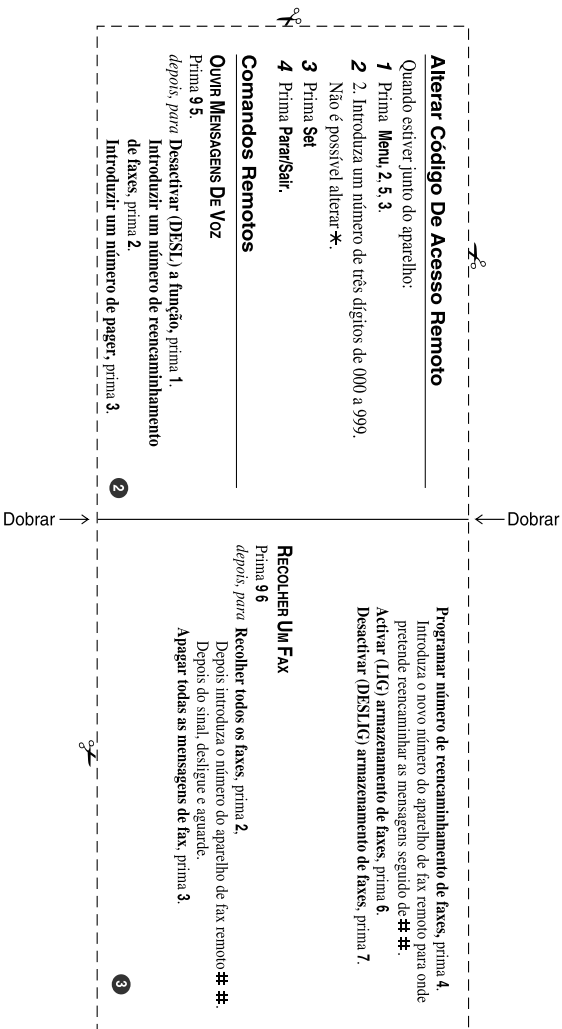 Alterar Código De Acesso Remoto
Quando estiver junto do aparelho:
1 Prima Menu, 2, 5, 3.
2 2. Introduza um número de três dígitos de 000 a 999.
Não é possível alterar *.
3 Prima Set
4 Prima Parar/Sair.
Comandos Remotos
OUVIR MENSAGENS DE VOZ
Prima 9 5.
depois, para Desactivar (DESL) a função, prima 1.
Introduzir um número de reencaminhamento
de faxes, prima 2.
Introduzir um número de pager, prima 3.
2
Dobrar
Dobrar
Programar número de reencaminhamento de faxes, prima 4.
Introduza o novo número do aparelho de fax remoto para onde
pretende reencaminhar as mensagens seguido de # #.
Activar (LIG) armazenamento de faxes, prima 6.
Desactivar (DESLIG) armazenamento de faxes, prima 7.
RECOLHER UM FAX
Prima 9 6
depois, para Recolher todos os faxes, prima 2,
Depois introduza o número do aparelho de fax remoto # #.
Depois do sinal, desligue e aguarde.
Apagar todas as mensagens de fax, prima 3.
3